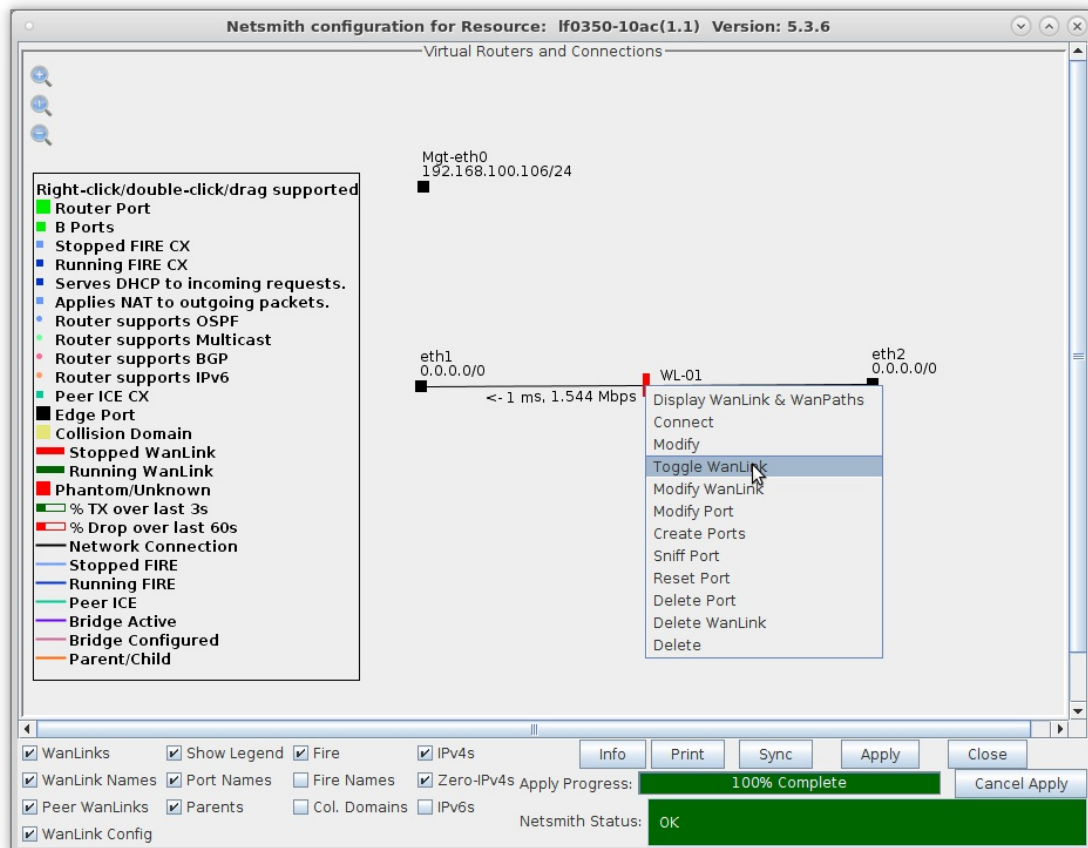 Netsmith configuration for Resource:  lf0350-10ac(1.1)  Version: 5.3.6
Virtual Routers and Connections
Mgt-eth0
192.168.100.106/24
Right-click/double-click/drag supported
Router Port
B Ports
Stopped FIRE CX
Running FIRE CX
Serves DHCP to incoming requests.
Applies NAT to outgoing packets.
Router supports OSPF
Router supports Multicast
Router supports BGP
Router supports IPv6
Peer ICE CX
Edge Port
Collision Domain
Stopped WanLink
Running WanLink
Phantom/Unknown
% TX over last 3s
% Drop over last 60s
Network Connection
Stopped FIRE
Running FIRE
Peer ICE
Bridge Active
Bridge Configured
Parent/Child
eth1
0.0.0.0/0
<- 1 ms, 1.544 Mbps
WL-01
eth2
0.0.0.0/0
Display WanLink & WanPaths
Connect
Modify
Toggle WanLink
Modify WanLink
Modify Port
Create Ports
Sniff Port
Reset Port
Delete Port
Delete WanLink
Delete
WanLinks Show Legend Fire IPv4s Info Print Sync Apply Close
WanLink Names Port Names Fire Names Zero-IPv4s Apply Progress: 100% Complete Cancel Apply
Peer WanLinks Parents Col. Domains IPv6s
Netsmith Status: OK
WanLink Config